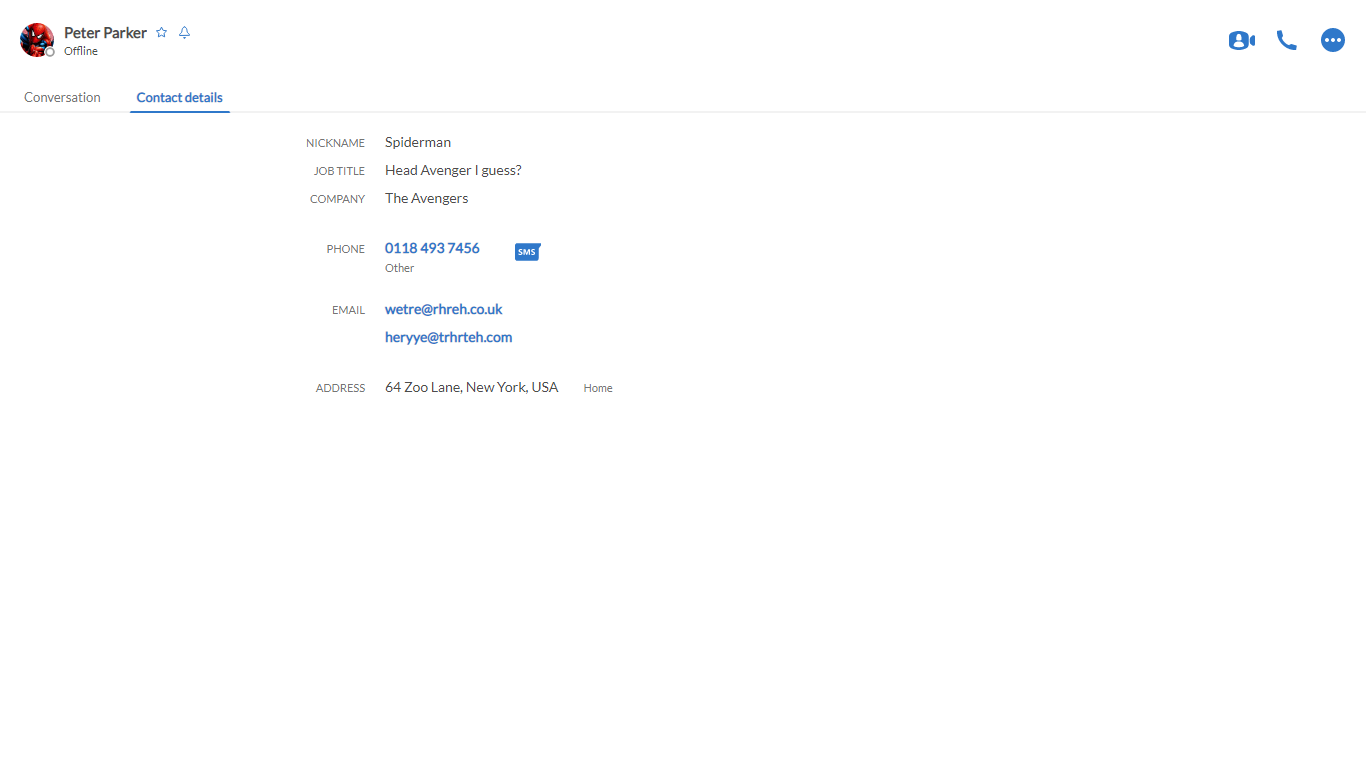 Peter Parker
Offline
Conversation Contact details
NICKNAME Spiderman
JOB TITLE Head Avenger I guess?
COMPANY The Avengers
PHONE 0118 493 7456 SMS
Other
EMAIL wetre@rhreh.co.uk
heryye@trhrteh.com
ADDRESS 64 Zoo Lane, New York, USA Home